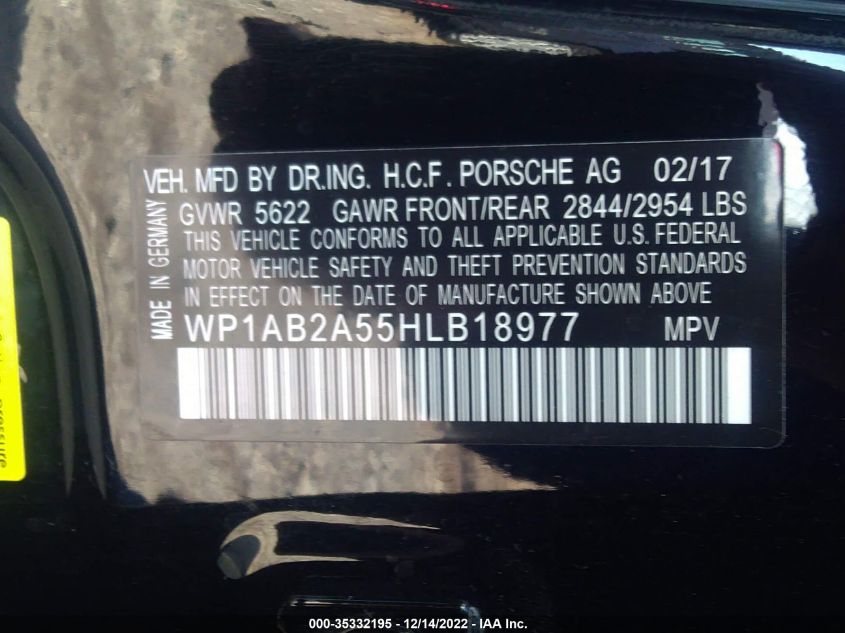 VEH. MFD BY DR.ING. H.C.F. PORSCHE AG 02/17
GVWR 5622 GAWR FRONT/REAR 2844/2954 LBS
THIS VEHICLE CONFORMS TO ALL APPLICABLE U.S. FEDERAL
MOTOR VEHICLE SAFETY AND THEFT PREVENTION STANDARDS
IN EFFECT ON THE DATE OF MANUFACTURE SHOWN ABOVE
WP1AB2A55HLB18977 MPV
MADE IN GERMANY
000-35332195 - 12/14/2022 - IAA Inc.